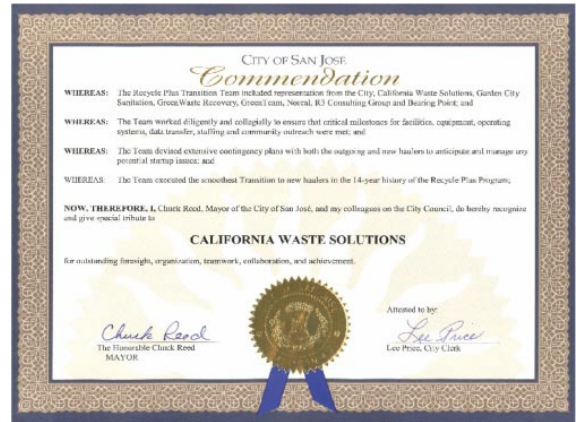 CITY OF SAN JOSE
Commendation
WHEREAS: The Recycle Plus Transition Team included representation from the City, California Waste Solutions, Garden City
Sanitation, GreenWaste Recovery, GreenTeam, Norcal, R3 Consulting Group and Bearing Point; and
WHEREAS: The Team worked diligently and collegially to ensure that critical milestones for facilities, equipment, operating
systems, data transfer, staffing and community outreach were met; and
WHEREAS: The Team devised extensive contingency plans with both the outgoing and new haulers to anticipate and manage any
potential startup issues; and
WHEREAS: The Team executed the smoothest Transition to new haulers in the 14-year history of the Recycle Plus Program;
NOW, THEREFORE, I, Chuck Reed, Mayor of the City of San José, and my colleagues on the City Council, do hereby recognize
and give special tribute to
CALIFORNIA WASTE SOLUTIONS
for outstanding foresight, organization, teamwork, collaboration, and achievement.
Attested to by:
Chuck Reed
Lee Price
The Honorable Chuck Reed
Lee Price, City Clerk
MAYOR